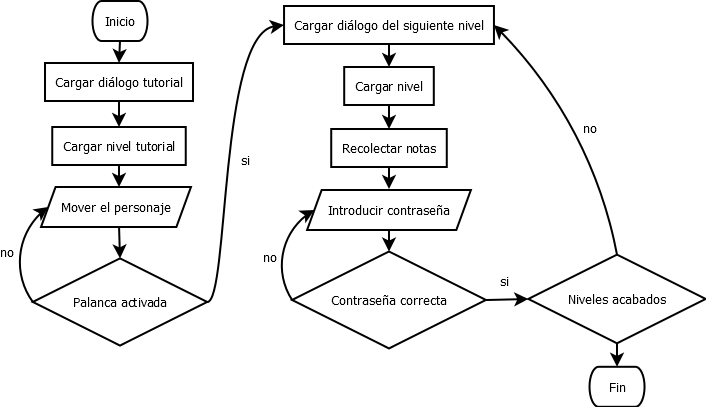 Inicio
Cargar diálogo tutorial
Cargar nivel tutorial
Mover el personaje
no
Palanca activada
si
Cargar diálogo del siguiente nivel
Cargar nivel
Recolectar notas
Introducir contraseña
no
Contraseña correcta
si
Niveles acabados
no
Fin